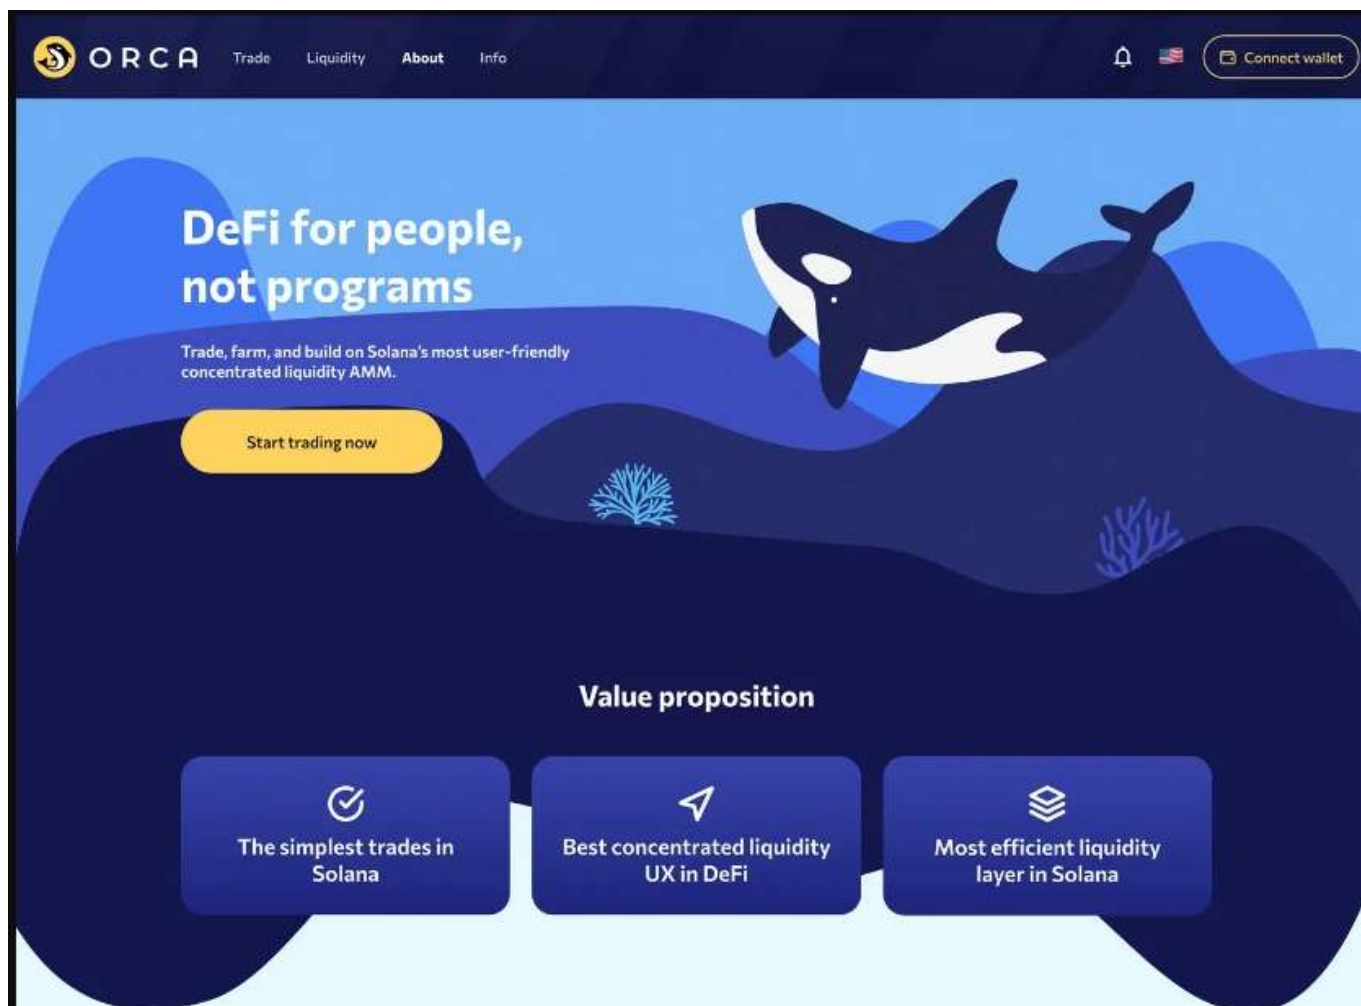 ORCA
Trade
Liquidity
About
Info
Connect wallet
DeFi for people,
not programs
Trade, farm, and build on Solana's most user-friendly
concentrated liquidity AMM.
Start trading now
Value proposition
The simplest trades in
Solana
Best concentrated liquidity
UX in DeFi
Most efficient liquidity
layer in Solana